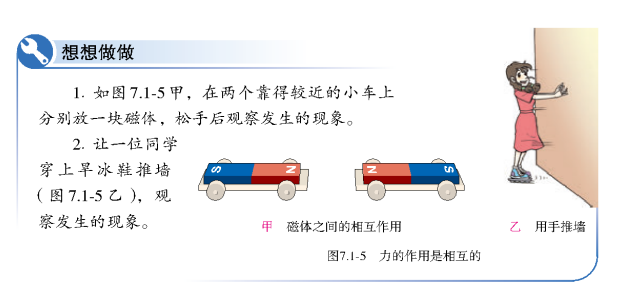 想想做做
1. 如图7.1-5甲，在两个靠得较近的小车上
分别放一块磁体，松手后观察发生的现象。
2. 让一位同学
穿上旱冰鞋推墙
（图7.1-5乙），观
察发生的现象。
S N N S
甲 磁体之间的相互作用
乙 用手推墙
图7.1-5 力的作用是相互的